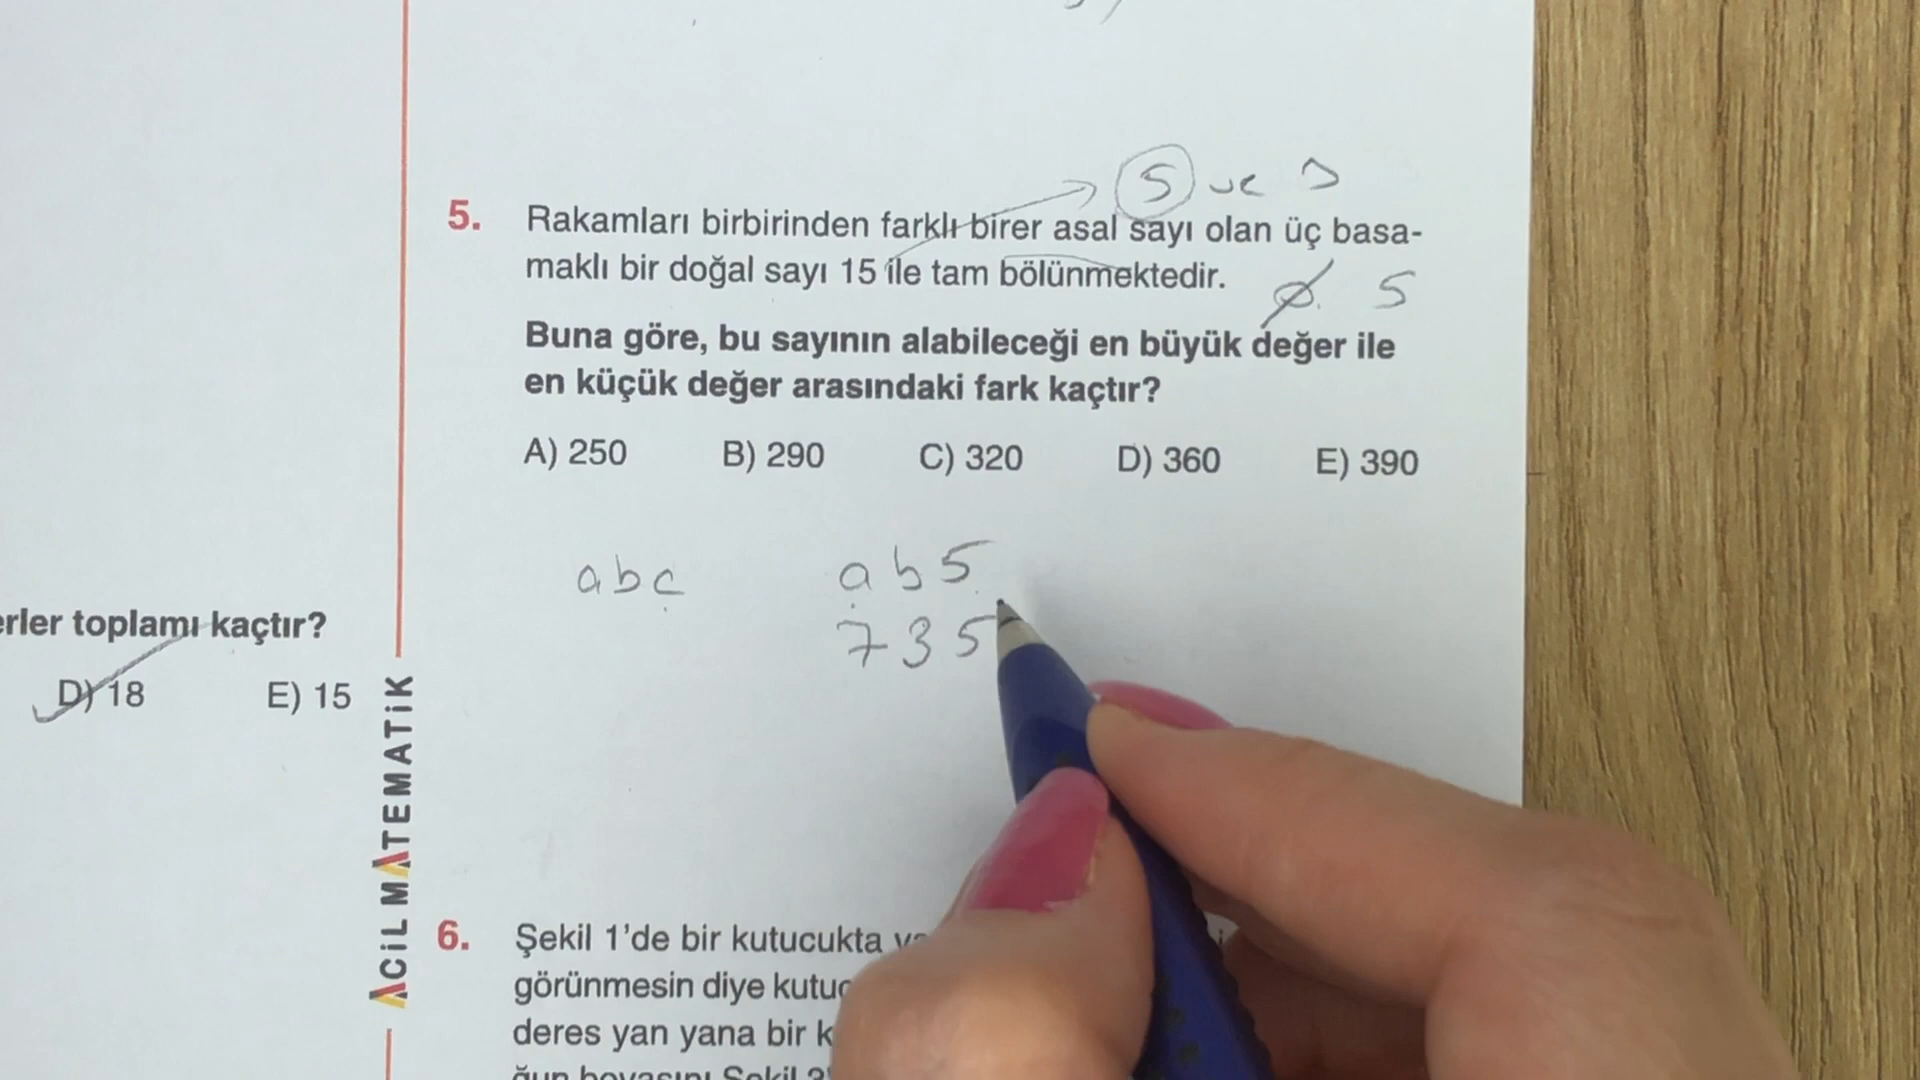 erler toplamı kaçtır?
D) 18 E) 15
ACİL MATEMATİK
5 ve 3
5. Rakamları birbirinden farklı birer asal sayı olan üç basa-
maklı bir doğal sayı 15 ile tam bölünmektedir.
0 5
Buna göre, bu sayının alabileceği en büyük değer ile
en küçük değer arasındaki fark kaçtır?
A) 250 B) 290 C) 320 D) 360 E) 390
abc ab5
735
6. Şekil 1'de bir kutucukta
görünmesin diye
deres yan yana bir